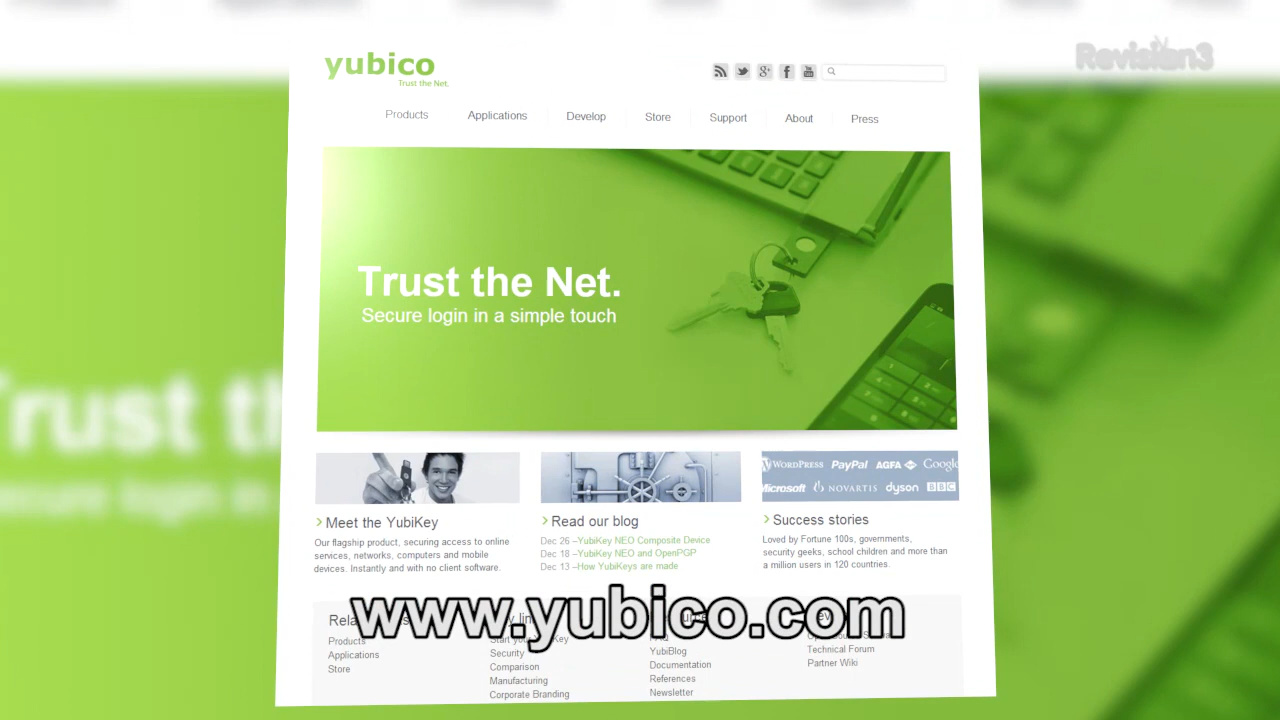 yubico
Trust the Net.
Revision3
Products Applications Develop Store Support About Press
Trust the Net.
Secure login in a simple touch
WORDPRESS PayPal AGFA Google
Microsoft NOVARTIS dyson BBC
Meet the YubiKey
Our flagship product, securing access to online
services, networks, computers and mobile
devices. Instantly and with no client software.
Read our blog
Dec 26 –YubiKey NEO Composite Device
Dec 18 –YubiKey NEO and OpenPGP
Dec 13 –How YubiKeys are made
Success stories
Loved by Fortune 100s, governments,
security geeks, school children and more than
a million users in 120 countries.
www.yubico.com
Products
Applications
Store
Security
Comparison
Manufacturing
Corporate Branding
FAQ
YubiBlog
Documentation
References
Newsletter
Technical Forum
Partner Wiki